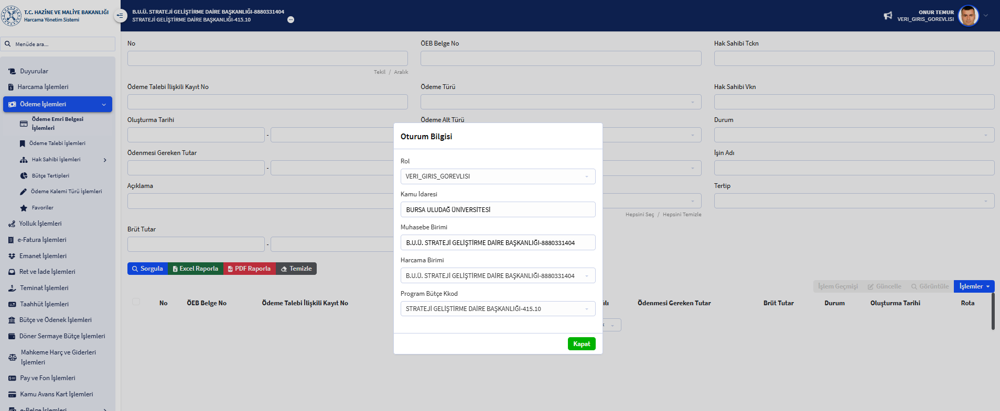 T.C. HAZİNE VE MALİYE BAKANLIĞI
Harcama Yönetim Sistemi
B.U.Ü. STRATEJİ GELİŞTİRME DAİRE BAŞKANLIĞI-8880331404
STRATEJİ GELİŞTİRME DAİRE BAŞKANLIĞI-415.10
ONUR TEMUR
VERI_GIRIS_GOREVLISI
Menüde ara...
Duyurular
Harcama İşlemleri
Ödeme İşlemleri
Ödeme Emri Belgesi
İşlemleri
Ödeme Talebi İşlemleri
Hak Sahibi İşlemleri
Bütçe Tertipleri
Ödeme Kalemi Türü İşlemleri
Favoriler
Yolluk İşlemleri
e-Fatura İşlemleri
Emanet İşlemleri
Ret ve İade İşlemleri
Teminat İşlemleri
Taahhüt İşlemleri
Bütçe ve Ödenek İşlemleri
Döner Sermaye Bütçe İşlemleri
Mahkeme Harç ve Giderleri
İşlemleri
Pay ve Fon İşlemleri
Kamu Avans Kart İşlemleri
e-Belge İşlemleri
No
ÖEB Belge No
Hak Sahibi Tckn
Tekil / Aralık
Ödeme Talebi İlişkili Kayıt No
Ödeme Türü
Hak Sahibi Vkn
Oluşturma Tarihi
Ödeme Alt Türü
Durum
-
Ödenmesi Gereken Tutar
İşin Adı
-
Açıklama
Tertip
Hepsini Seç / Hepsini Temizle
Brüt Tutar
-
Sorgula
Excel Raporla
PDF Raporla
Temizle
İşlem Geçmişi
Güncelle
Görüntüle
İşlemler
No
ÖEB Belge No
Ödeme Talebi İlişkili Kayıt No
Ödenmesi Gereken Tutar
Brüt Tutar
Durum
Oluşturma Tarihi
Rota
Oturum Bilgisi
Rol
VERI_GIRIS_GOREVLISI
Kamu İdaresi
BURSA ULUDAĞ ÜNİVERSİTESİ
Muhasebe Birimi
B.U.Ü. STRATEJİ GELİŞTİRME DAİRE BAŞKANLIĞI-8880331404
Harcama Birimi
B.U.Ü. STRATEJİ GELİŞTİRME DAİRE BAŞKANLIĞI-8880331404
Program Bütçe Kkod
STRATEJİ GELİŞTİRME DAİRE BAŞKANLIĞI-415.10
Kapat